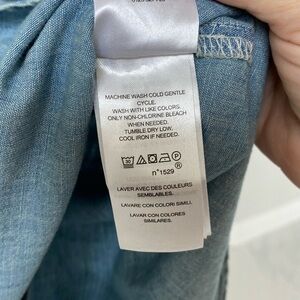 MACHINE WASH COLD GENTLE
CYCLE.
WASH WITH LIKE COLORS.
ONLY NON-CHLORINE BLEACH
WHEN NEEDED.
TUMBLE DRY LOW.
COOL IRON IF NEEDED.
30 P
®
n°1529
LAVER AVEC DES COULEURS
SEMBLABLES.
LAVARE CON COLORI SIMILI.
LAVAR CON COLORES
SIMILARES.